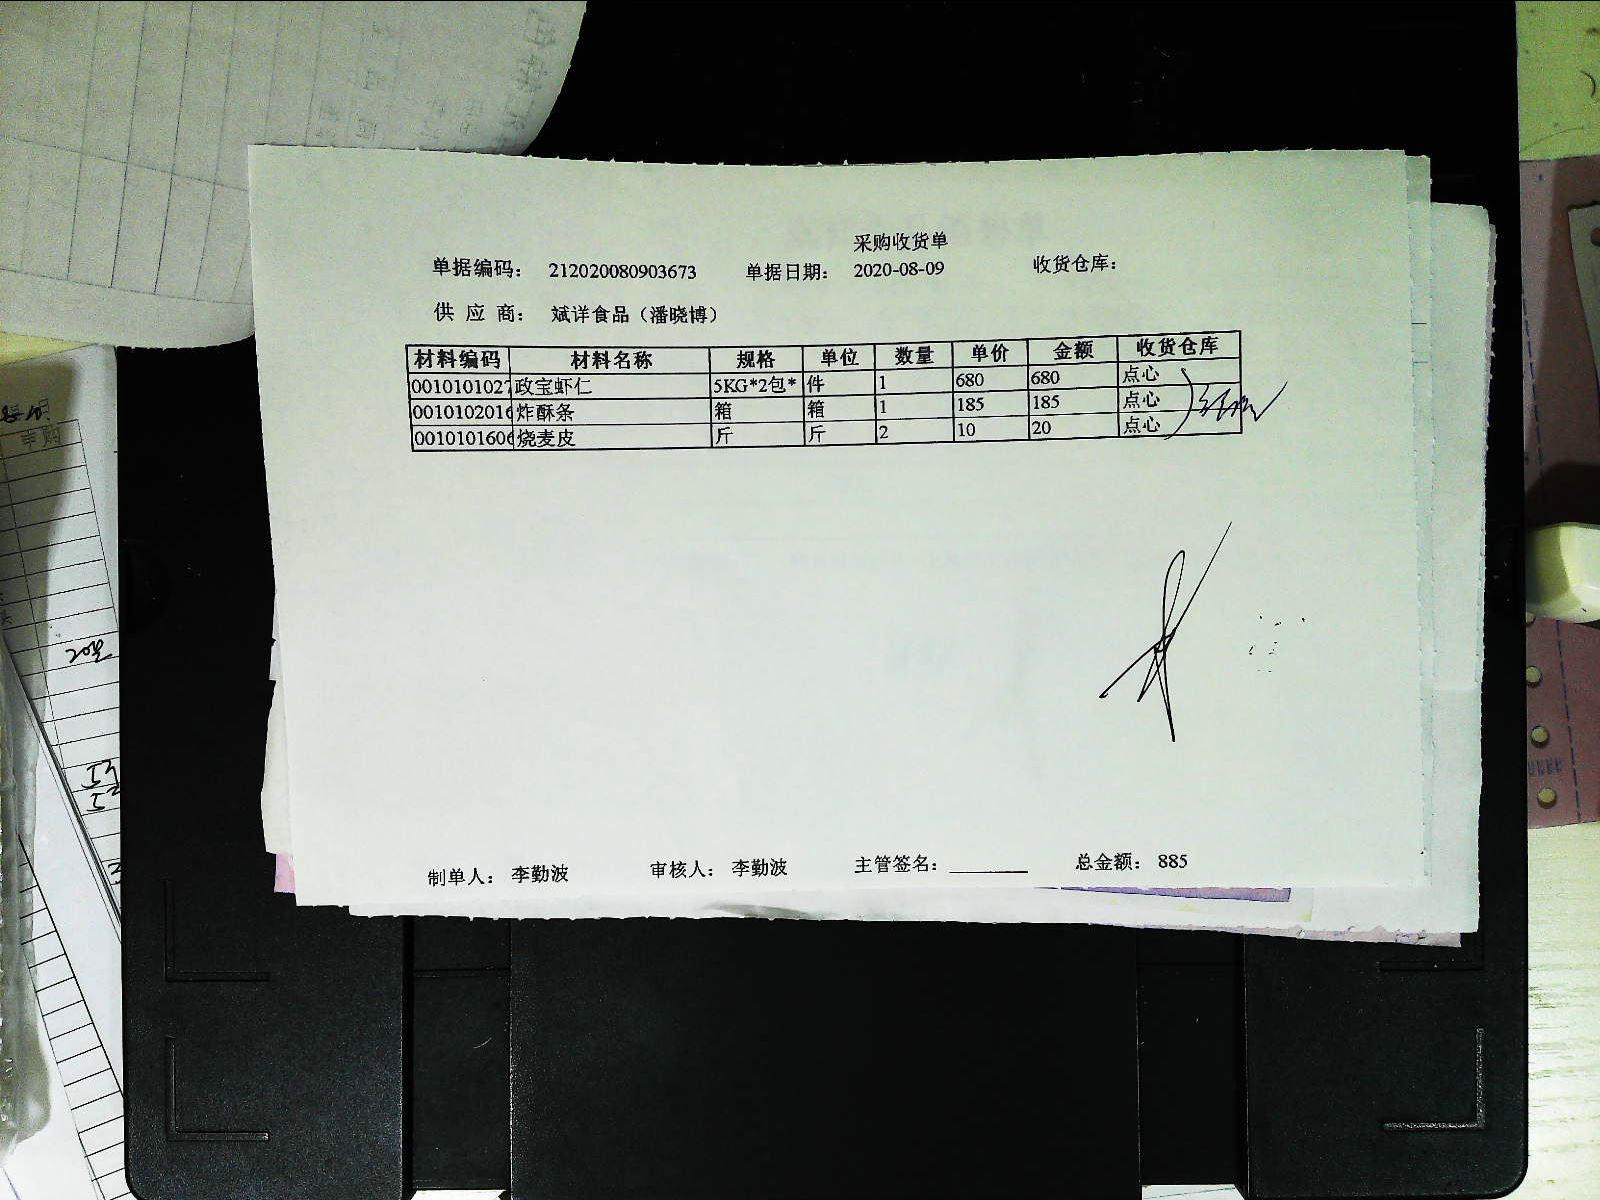 采购收货单
单据编码: 212020080903673 单据日期: 2020-08-09 收货仓库:
供 应 商: 斌详食品（潘晓博）
材料编码 材料名称 规格 单位 数量 单价 金额 收货仓库
0010101027 政宝虾仁 5KG*2包* 件 1 680 680 点心
0010102016 炸酥条 箱 箱 1 185 185 点心
0010101606 烧麦皮 斤 斤 2 10 20 点心
制单人: 李勤波 审核人: 李勤波 主管签名: 总金额: 885
申购